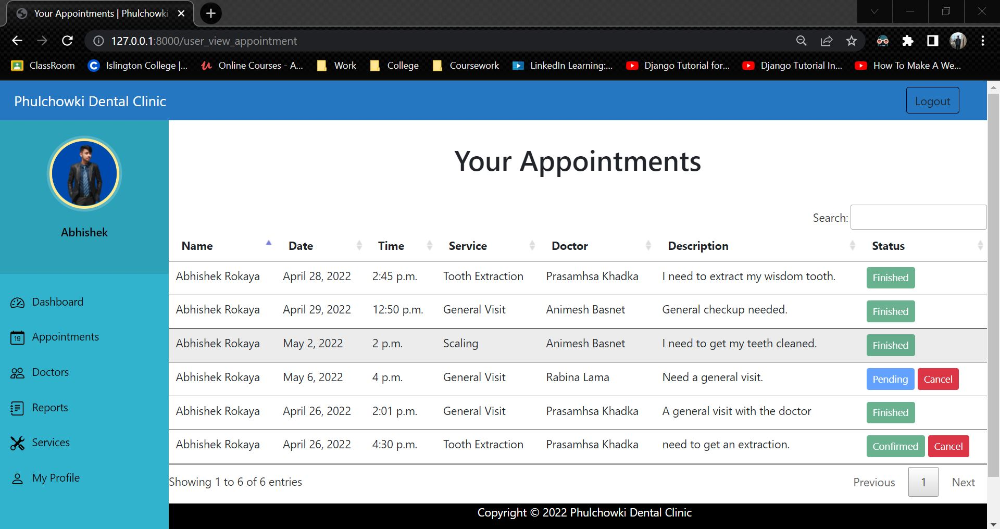 Your Appointments | Phulchowki
127.0.0.1:8000/user_view_appointment
ClassRoom Islington College |... Online Courses - A... Work College Coursework LinkedIn Learning:... Django Tutorial for... Django Tutorial In... How To Make A We...
Phulchowki Dental Clinic Logout
Abhishek
Dashboard
19 Appointments
Doctors
Reports
Services
My Profile
Your Appointments
Search:
Name Date Time Service Doctor Description Status
Abhishek Rokaya April 28, 2022 2:45 p.m. Tooth Extraction Prasamhsa Khadka I need to extract my wisdom tooth. Finished
Abhishek Rokaya April 29, 2022 12:50 p.m. General Visit Animesh Basnet General checkup needed. Finished
Abhishek Rokaya May 2, 2022 2 p.m. Scaling Animesh Basnet I need to get my teeth cleaned. Finished
Abhishek Rokaya May 6, 2022 4 p.m. General Visit Rabina Lama Need a general visit. Pending Cancel
Abhishek Rokaya April 26, 2022 2:01 p.m. General Visit Prasamhsa Khadka A general visit with the doctor Finished
Abhishek Rokaya April 26, 2022 4:30 p.m. Tooth Extraction Prasamhsa Khadka need to get an extraction. Confirmed Cancel
Showing 1 to 6 of 6 entries Previous 1 Next
Copyright © 2022 Phulchowki Dental Clinic